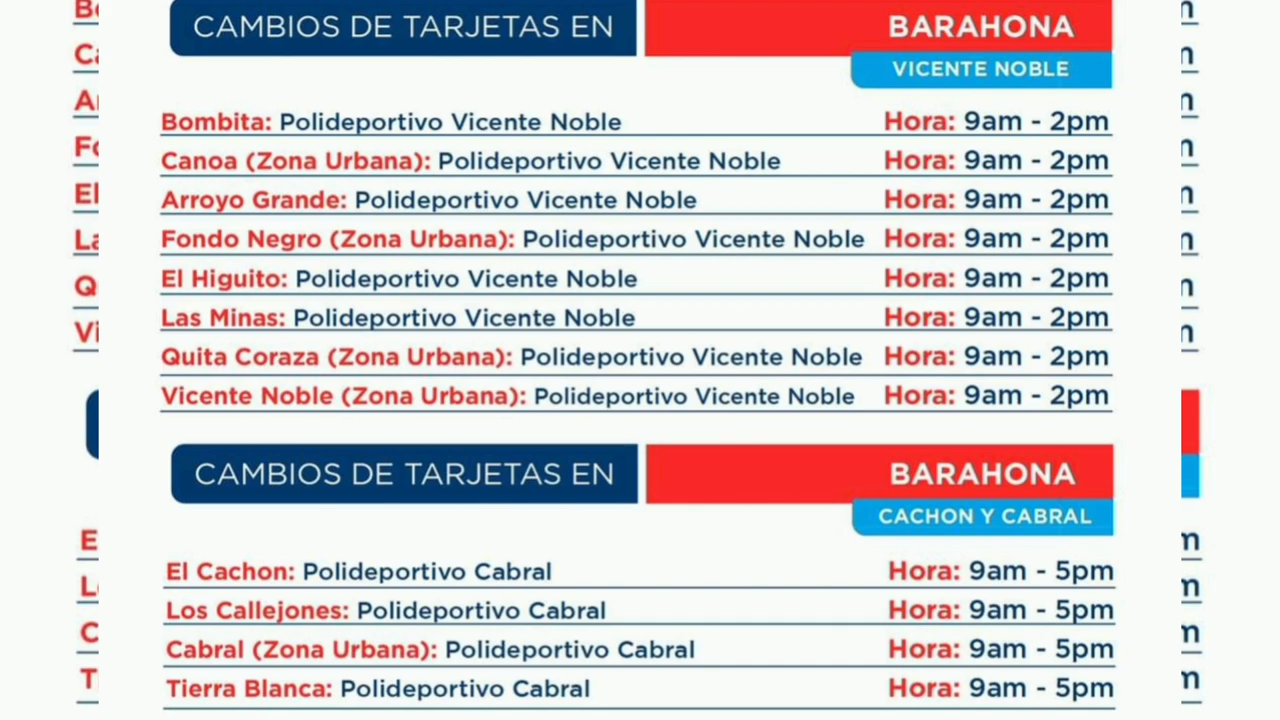 CAMBIOS DE TARJETAS EN BARAHONA
VICENTE NOBLE
Bombita: Polideportivo Vicente Noble Hora: 9am - 2pm
Canoa (Zona Urbana): Polideportivo Vicente Noble Hora: 9am - 2pm
Arroyo Grande: Polideportivo Vicente Noble Hora: 9am - 2pm
Fondo Negro (Zona Urbana): Polideportivo Vicente Noble Hora: 9am - 2pm
El Higuito: Polideportivo Vicente Noble Hora: 9am - 2pm
Las Minas: Polideportivo Vicente Noble Hora: 9am - 2pm
Quita Coraza (Zona Urbana): Polideportivo Vicente Noble Hora: 9am - 2pm
Vicente Noble (Zona Urbana): Polideportivo Vicente Noble Hora: 9am - 2pm
CAMBIOS DE TARJETAS EN BARAHONA
CACHON Y CABRAL
El Cachon: Polideportivo Cabral Hora: 9am - 5pm
Los Callejones: Polideportivo Cabral Hora: 9am - 5pm
Cabral (Zona Urbana): Polideportivo Cabral Hora: 9am - 5pm
Tierra Blanca: Polideportivo Cabral Hora: 9am - 5pm